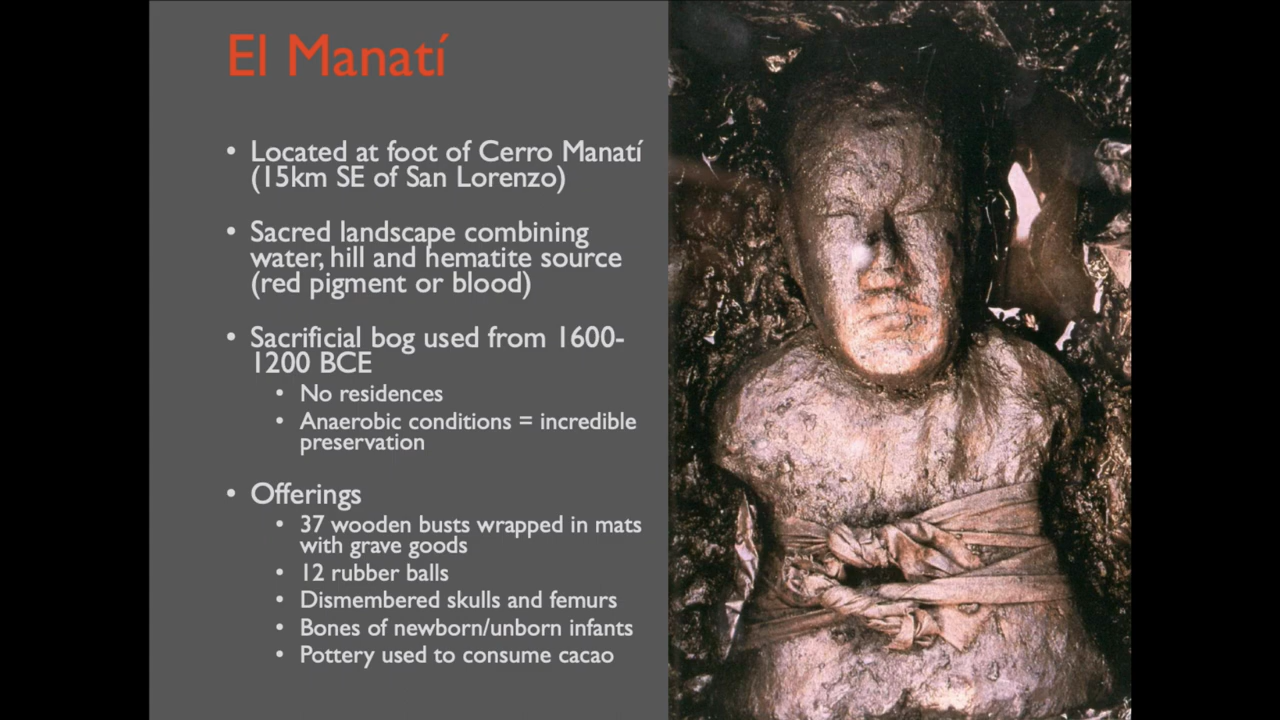 El Manatí
• Located at foot of Cerro Manatí
(15km SE of San Lorenzo)
• Sacred landscape combining
water, hill and hematite source
(red pigment or blood)
• Sacrificial bog used from 1600-
1200 BCE
• No residences
• Anaerobic conditions = incredible
preservation
• Offerings
• 37 wooden busts wrapped in mats
with grave goods
• 12 rubber balls
• Dismembered skulls and femurs
• Bones of newborn/unborn infants
• Pottery used to consume cacao